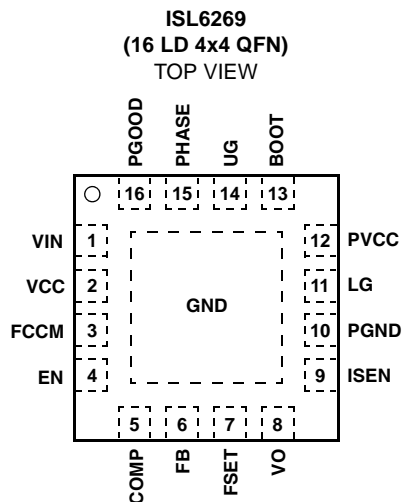 ISL6269
(16 LD 4x4 QFN)
TOP VIEW
PGOOD
PHASE
UG
BOOT
16
15
14
13
VIN 1
12 PVCC
VCC 2
11 LG
GND
FCCM 3
10 PGND
EN 4
9 ISEN
5
6
7
8
COMP
FB
FSET
VO